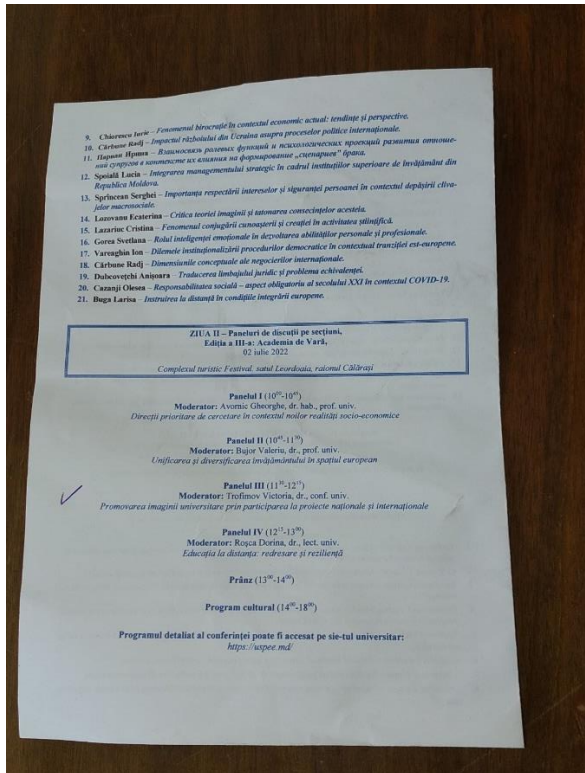 9. Chiorescu Iurie – Fenomenul birocrație în contextul economic actual: tendințe și perspective.
10. Cărbune Radj – Impactul războiului din Ucraina asupra proceselor politice internaționale.
11. Париан Ирина – Взаимосвязь ролевых функций и психологических проекций развития отноше-
ний супругов в контексте их влияния на формирование „сценариев" брака.
12. Spoială Lucia – Integrarea managementului strategic în cadrul instituțiilor superioare de învățământ din
Republica Moldova.
13. Sprincean Serghei – Importanța respectării intereselor și siguranței persoanei în contextul depășirii cliva-
jelor macrosociale.
14. Lozovanu Ecaterina – Critica teoriei imaginii și tatonarea consecințelor acesteia.
15. Lazariuc Cristina – Fenomenul conjugării cunoașterii și creației în activitatea științifică.
16. Gorea Svetlana – Rolul inteligenței emoționale în dezvoltarea abilităților personale și profesionale.
17. Vareaghin Ion – Dilemele instituționalizării procedurilor democratice în contextual tranziției est-europene.
18. Cărbune Radj – Dimensiunile conceptuale ale negocierilor internaționale.
19. Dubcovețchi Anișoara – Traducerea limbajului juridic și problema echivalenței.
20. Cazanji Olesea – Responsabilitatea socială – aspect obligatoriu al secolului XXI în contextul COVID-19.
21. Buga Larisa – Instruirea la distanță în condițiile integrării europene.
ZIUA II – Paneluri de discuții pe secțiuni,
Ediția a III-a: Academia de Vară,
02 iulie 2022
Complexul turistic Festival, satul Leordoaia, raionul Călărași
Panelul I (10⁰⁰-10⁴⁵)
Moderator: Avornic Gheorghe, dr. hab., prof. univ.
Direcții prioritare de cercetare în contextul noilor realități socio-economice
Panelul II (10⁴⁵-11³⁰)
Moderator: Bujor Valeriu, dr., prof. univ.
Unificarea și diversificarea învățământului în spațiul european
Panelul III (11³⁰-12¹⁵)
Moderator: Trofimov Victoria, dr., conf. univ.
Promovarea imaginii universitare prin participarea la proiecte naționale și internaționale
Panelul IV (12¹⁵-13⁰⁰)
Moderator: Roșca Dorina, dr., lect. univ.
Educația la distanța: redresare și reziliență
Prânz (13⁰⁰-14⁰⁰)
Program cultural (14⁰⁰-18⁰⁰)
Programul detaliat al conferinței poate fi accesat pe sie-tul universitar:
https://uspee.md/